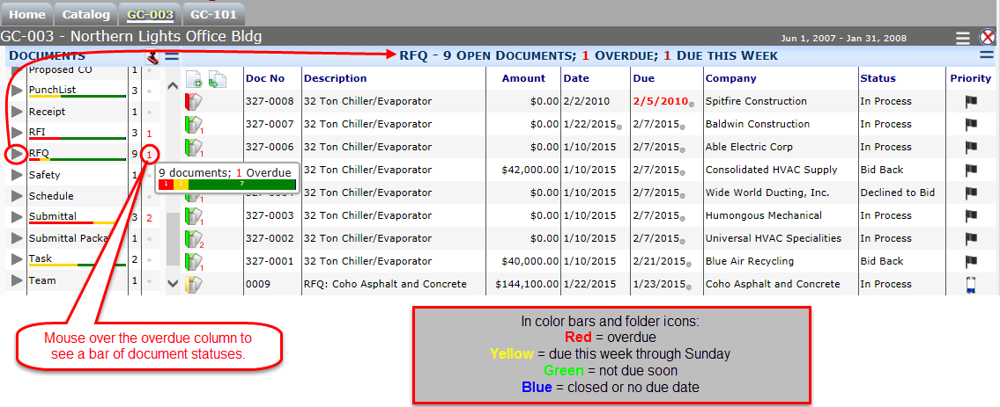 Home Catalog GC-003 GC-101
GC-003 - Northern Lights Office Bldg Jun 1, 2007 - Jan 31, 2008
DOCUMENTS
RFQ - 9 OPEN DOCUMENTS; 1 OVERDUE; 1 DUE THIS WEEK
Proposed CO 1
PunchList 3
Receipt 1
RFI 3 1
RFQ 9 1
Safety
Schedule
Submittal 3 2
Submittal Packa 1
Task 2
Team 1
9 documents; 1 Overdue
1 1 7
Doc No Description Amount Date Due Company Status Priority
327-0008 32 Ton Chiller/Evaporator $0.00 2/2/2010 2/5/2010@ Spitfire Construction In Process
1 327-0007 32 Ton Chiller/Evaporator $0.00 1/22/2015@ 2/7/2015@ Baldwin Construction In Process
1 327-0006 32 Ton Chiller/Evaporator $0.00 1/10/2015 2/7/2015@ Able Electric Corp In Process
32 Ton Chiller/Evaporator $42,000.00 1/10/2015 2/7/2015@ Consolidated HVAC Supply Bid Back
32 Ton Chiller/Evaporator $0.00 1/10/2015 2/7/2015@ Wide World Ducting, Inc. Declined to Bid
1 327-0003 32 Ton Chiller/Evaporator $0.00 1/10/2015 2/7/2015@ Humongous Mechanical In Process
2 327-0002 32 Ton Chiller/Evaporator $0.00 1/10/2015 2/7/2015@ Universal HVAC Specialities In Process
1 327-0001 32 Ton Chiller/Evaporator $40,000.00 1/10/2015 2/21/2015@ Blue Air Recycling Bid Back
0009 RFQ: Coho Asphalt and Concrete $144,100.00 1/22/2015 1/23/2015@ Coho Asphalt and Concrete In Process
Mouse over the overdue column to
see a bar of document statuses.
In color bars and folder icons:
Red = overdue
Yellow = due this week through Sunday
Green = not due soon
Blue = closed or no due date